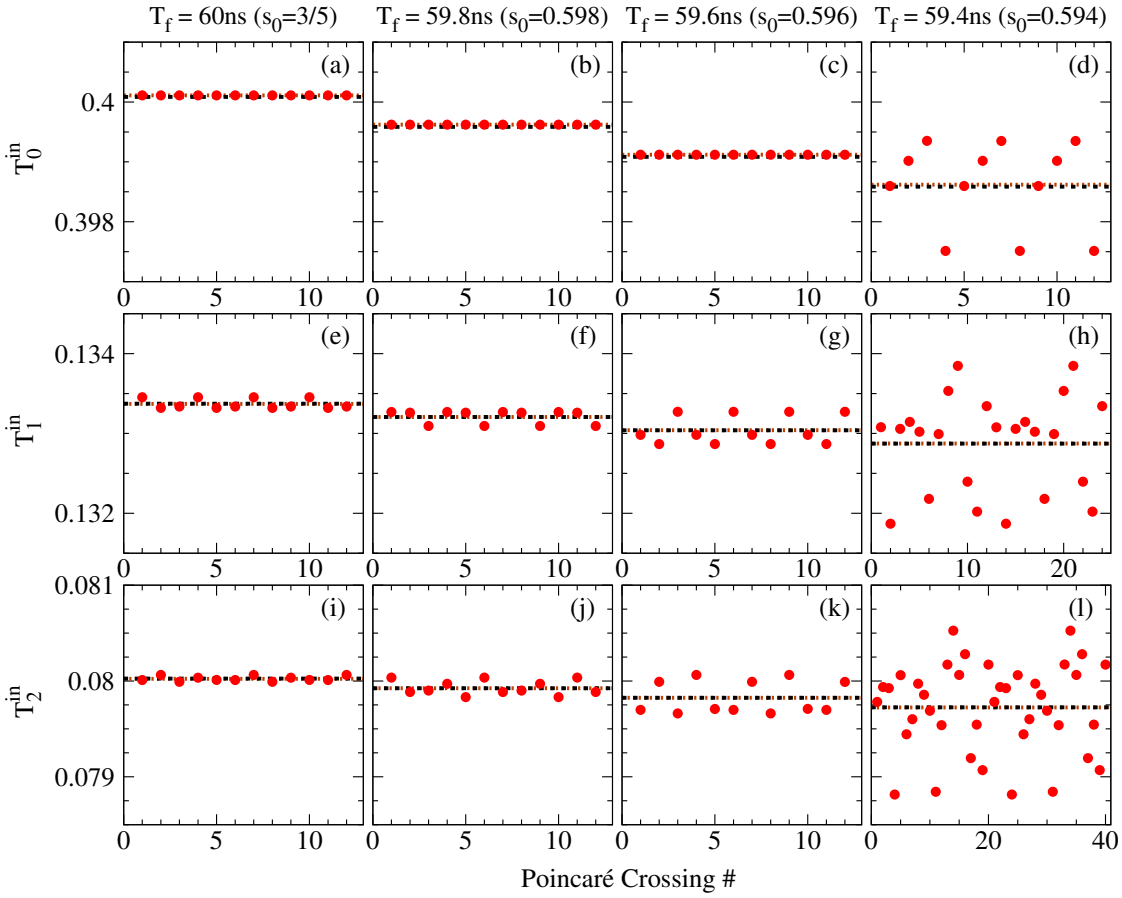 T_f = 60ns (s_0=3/5) T_f = 59.8ns (s_0=0.598) T_f = 59.6ns (s_0=0.596) T_f = 59.4ns (s_0=0.594)
(a) (b) (c) (d)
0.4
T_0^in
0.398
0 5 10 0 5 10 0 5 10 0 5 10
(e) (f) (g) (h)
0.134
T_1^in
0.132
0 5 10 0 5 10 0 5 10 10 20
0.081
(i) (j) (k) (l)
0.08
T_2^in
0.079
0 5 10 0 5 10 0 5 10 0 20 40
Poincaré Crossing #